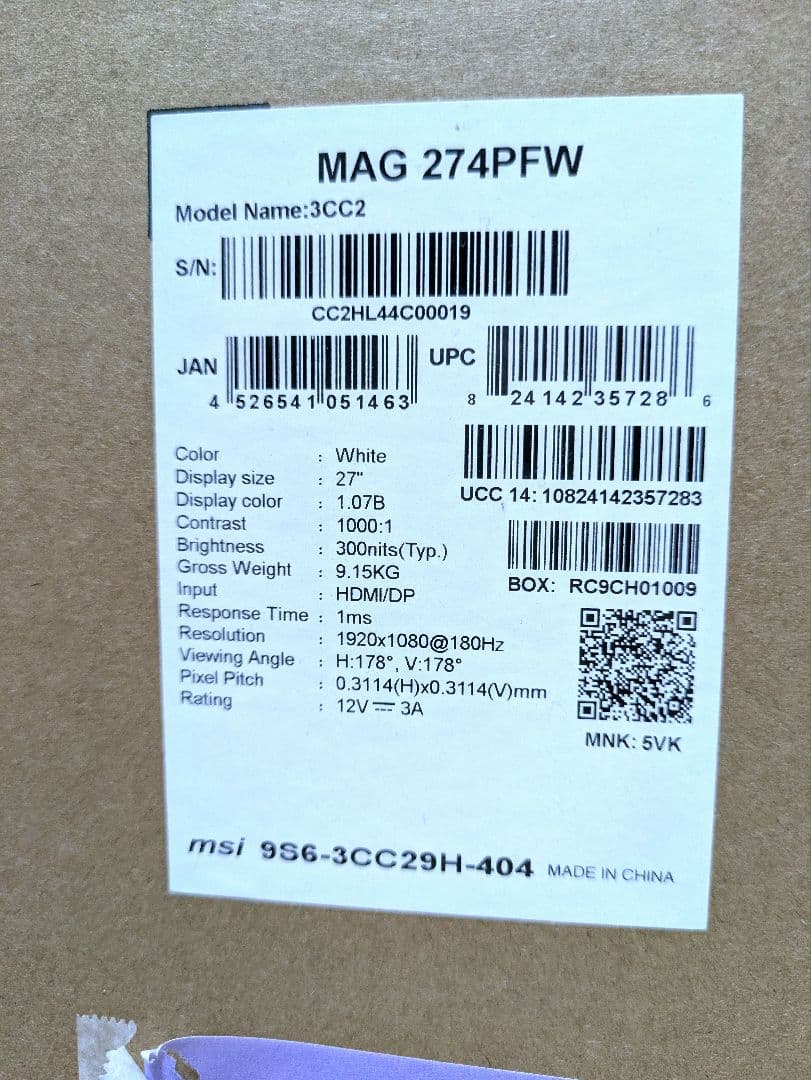 MAG 274PFW
Model Name:3CC2
S/N:
CC2HL44C00019
JAN
4 526541 051463
UPC
8 24142 35728 6
UCC 14: 10824142357283
BOX: RC9CH01009
MNK: 5VK
Color : White
Display size : 27"
Display color : 1.07B
Contrast : 1000:1
Brightness : 300nits(Typ.)
Gross Weight : 9.15KG
Input : HDMI/DP
Response Time : 1ms
Resolution : 1920x1080@180Hz
Viewing Angle : H:178°, V:178°
Pixel Pitch : 0.3114(H)x0.3114(V)mm
Rating : 12V ⎓ 3A
msi 9S6-3CC29H-404 MADE IN CHINA